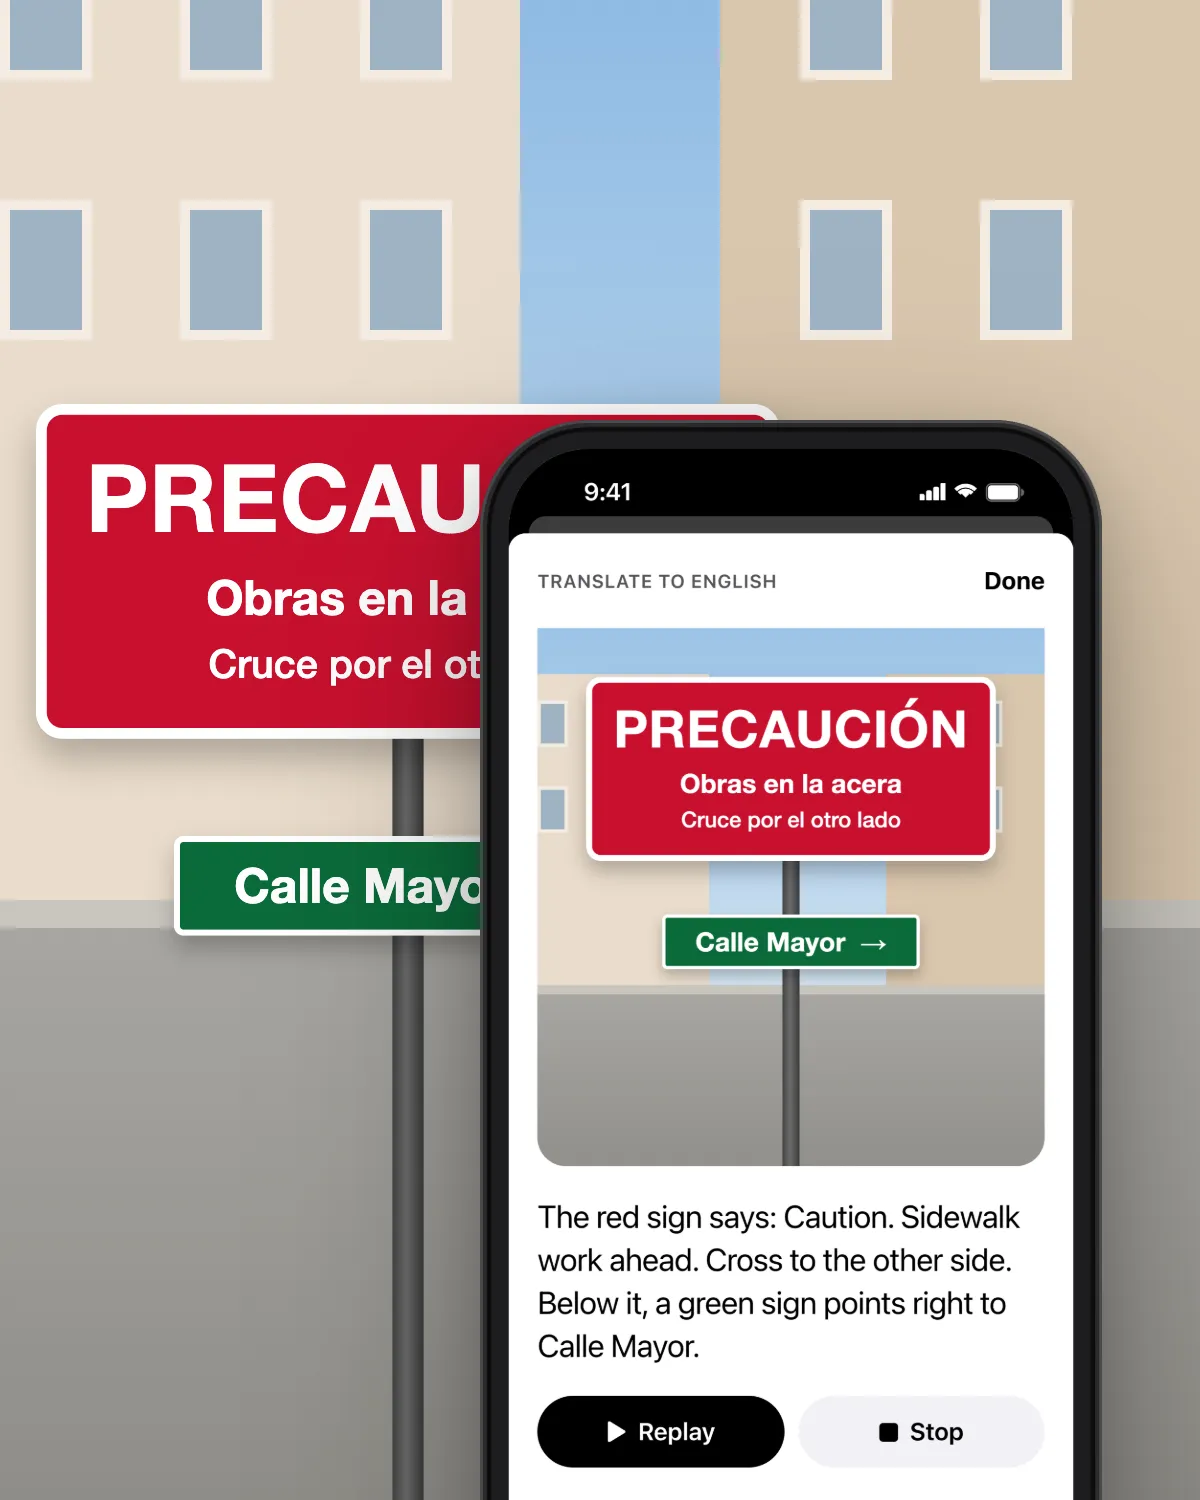 PRECAU
Obras en la
Cruce por el ot
Calle Mayo
9:41
TRANSLATE TO ENGLISH
Done
PRECAUCIÓN
Obras en la acera
Cruce por el otro lado
Calle Mayor →
The red sign says: Caution. Sidewalk
work ahead. Cross to the other side.
Below it, a green sign points right to
Calle Mayor.
Replay
Stop